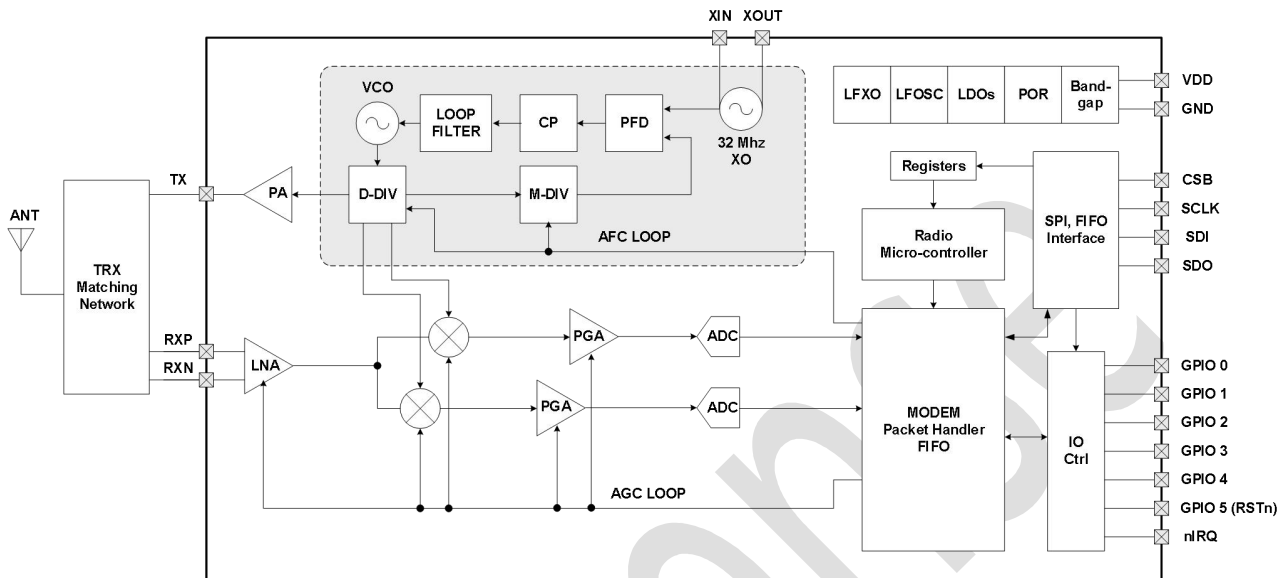 XIN XOUT
VCO
LOOP
FILTER
CP
PFD
32 Mhz
XO
LFXO
LFOSC
LDOs
POR
Band-
gap
VDD
GND
Registers
CSB
SCLK
SDI
SDO
SPI, FIFO
Interface
Radio
Micro-controller
TX
PA
D-DIV
M-DIV
AFC LOOP
ANT
TRX
Matching
Network
RXP
RXN
LNA
PGA
ADC
PGA
ADC
MODEM
Packet Handler
FIFO
IO
Ctrl
GPIO 0
GPIO 1
GPIO 2
GPIO 3
GPIO 4
GPIO 5 (RSTn)
nIRQ
AGC LOOP